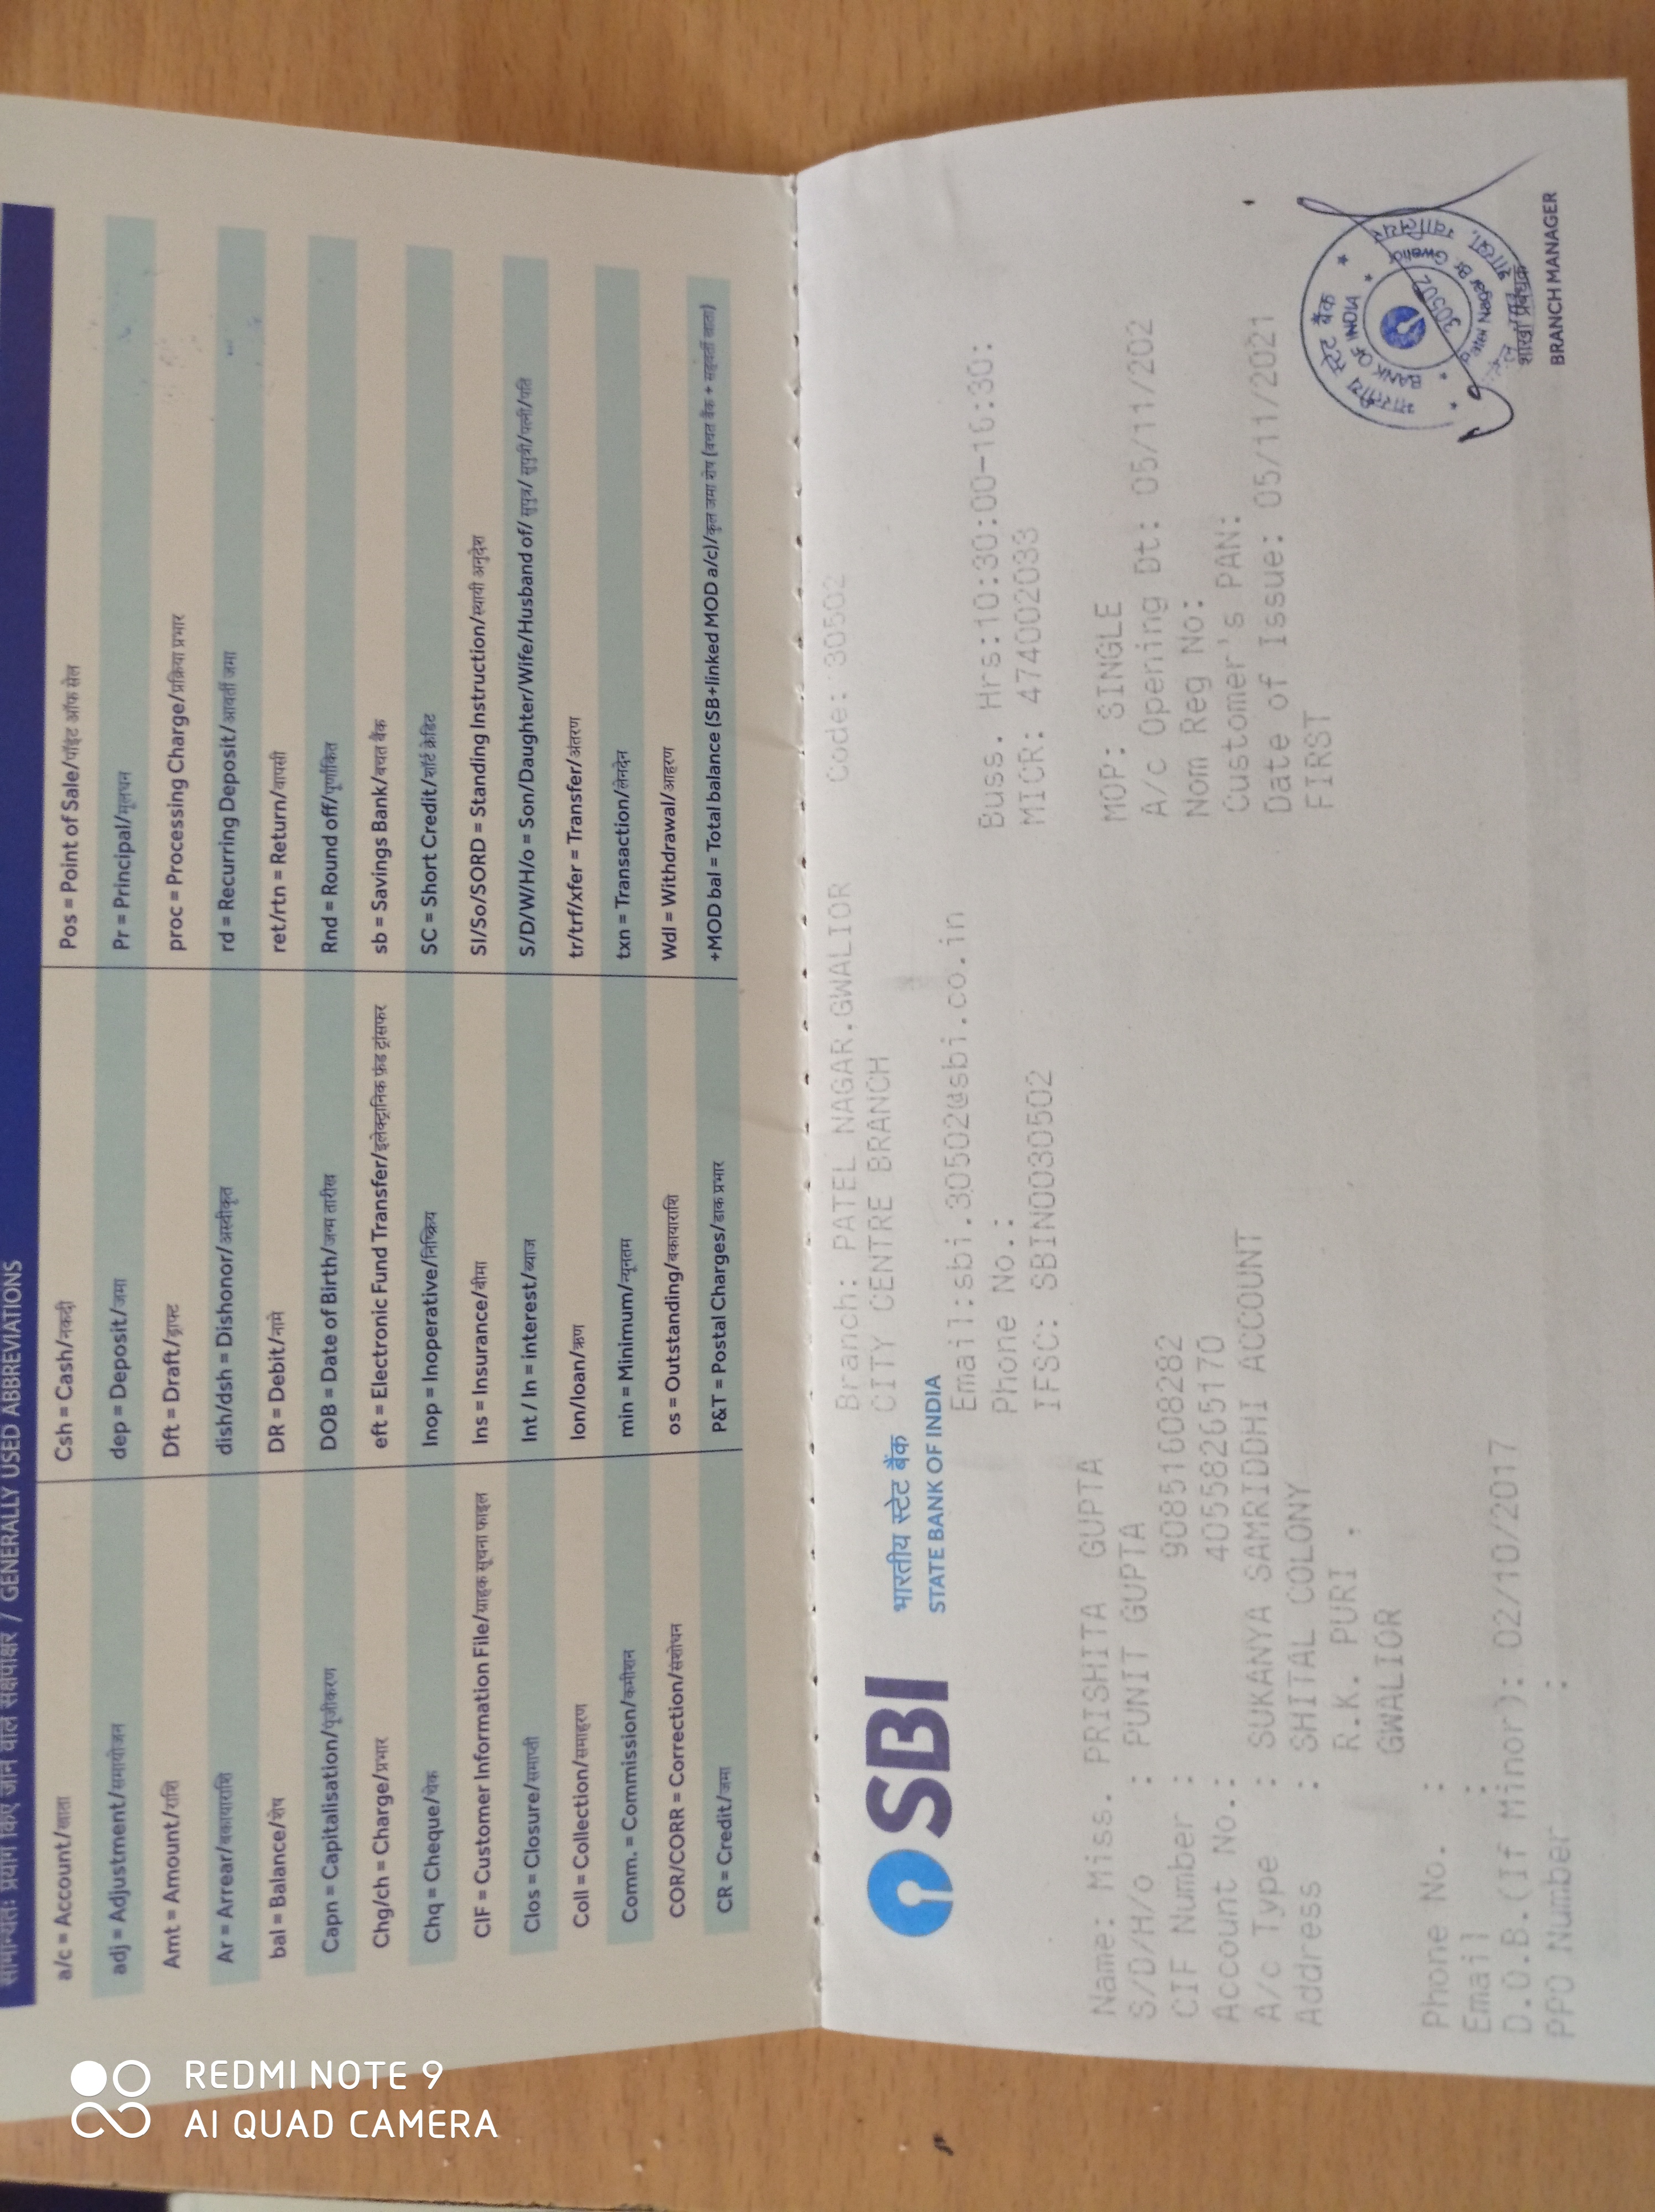 सामान्यतः प्रयोग किए जाने वाले संक्षेपाक्षर / GENERALLY USED ABBREVIATIONS
a/c = Account/खाता
adj = Adjustment/समायोजन
Amt = Amount/राशि
Ar = Arrear/बकायाराशि
bal = Balance/शेष
Capn = Capitalisation/पूंजीकरण
Chg/ch = Charge/प्रभार
Chq = Cheque/चेक
CIF = Customer Information File/ग्राहक सूचना फाइल
Clos = Closure/समाप्ती
Coll = Collection/समाहरण
Comm. = Commission/कमीशन
COR/CORR = Correction/संशोधन
CR = Credit/जमा
Csh = Cash/नकदी
dep = Deposit/जमा
Dft = Draft/ड्राफ्ट
dish/dsh = Dishonor/अस्वीकृत
DR = Debit/नामे
DOB = Date of Birth/जन्म तारीख
eft = Electronic Fund Transfer/इलेक्ट्रानिक फ़ंड ट्रांसफर
Inop = Inoperative/निष्क्रिय
Ins = Insurance/बीमा
Int / In = interest/ब्याज
lon/loan/ऋण
min = Minimum/न्यूनतम
os = Outstanding/बकायाराशि
P&T = Postal Charges/डाक प्रभार
Pos = Point of Sale/पॉइंट ऑफ सेल
Pr = Principal/मूलधन
proc = Processing Charge/प्रक्रिया प्रभार
rd = Recurring Deposit/आवर्ती जमा
ret/rtn = Return/वापसी
Rnd = Round off/पूर्णांकित
sb = Savings Bank/बचत बैंक
SC = Short Credit/शॉर्ट क्रेडिट
SI/So/SORD = Standing Instruction/स्थायी अनुदेश
S/D/W/H/o = Son/Daughter/Wife/Husband of/ सुपुत्र/ सुपुत्री/पत्नी/पति
tr/trf/xfer = Transfer/अंतरण
txn = Transaction/लेनदेन
Wdl = Withdrawal/आहरण
+MOD bal = Total balance (SB+linked MOD a/c)/कुल जमा शेष (बचत बैंक + सहवर्ती खाता)
SBI
भारतीय स्टेट बैंक
STATE BANK OF INDIA
Branch: PATEL NAGAR,GWALIOR Code: 30502
CITY CENTRE BRANCH
Email:sbi.30502@sbi.co.in
Phone No.: Buss. Hrs:10:30:00-16:30:
IFSC: SBIN0030502 MICR: 474002033
Name: Miss. PRISHITA GUPTA
S/D/H/o : PUNIT GUPTA MOP: SINGLE
CIF Number : 90851608282 A/c Opening Dt: 05/11/202
Account No.: 40558265170 Nom Reg No:
A/c Type : SUKANYA SAMRIDDHI ACCOUNT Customer's PAN:
Address : SHITAL COLONY Date of Issue: 05/11/2021
R.K. PURI . FIRST
GWALIOR
Phone No. :
Email :
D.O.B.(If Minor): 02/10/2017
PPO Number :
भारतीय स्टेट बैंक
BANK OF INDIA
30502
Nagar Br. Gwalior
शाखा प्रबंधक
BRANCH MANAGER
REDMI NOTE 9
AI QUAD CAMERA